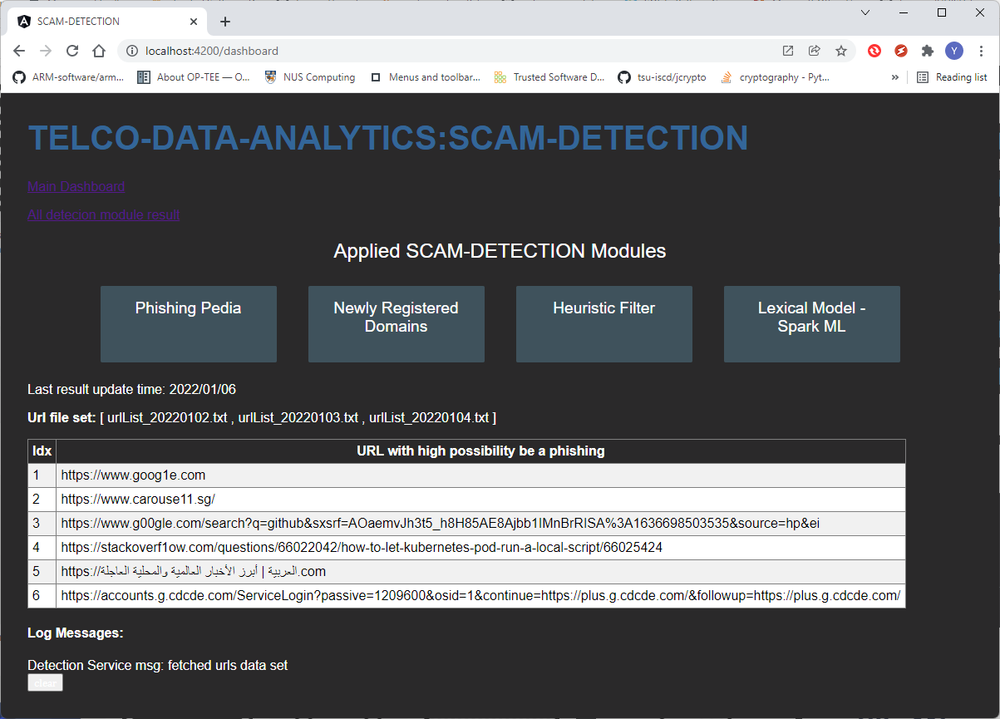 SCAM-DETECTION
localhost:4200/dashboard
Y
ARM-software/arm... About OP-TEE — O... NUS Computing Menus and toolbar... Trusted Software D... tsu-iscd/jcrypto cryptography - Pyt... » Reading list
TELCO-DATA-ANALYTICS:SCAM-DETECTION
Main Dashboard
All detecion module result
Applied SCAM-DETECTION Modules
Phishing Pedia
Newly Registered
Domains
Heuristic Filter
Lexical Model -
Spark ML
Last result update time: 2022/01/06
Url file set: [ urlList_20220102.txt , urlList_20220103.txt , urlList_20220104.txt ]
Idx URL with high possibility be a phishing
1 https://www.goog1e.com
2 https://www.carouse11.sg/
3 https://www.g00gle.com/search?q=github&sxsrf=AOaemvJh3t5_h8H85AE8Ajbb1IMnBrRISA%3A1636698503535&source=hp&ei
4 https://stackoverf1ow.com/questions/66022042/how-to-let-kubernetes-pod-run-a-local-script/66025424
5 https://العربية | أبرز الأخبار العالمية والمحلية العاجلة.com
6 https://accounts.g.cdcde.com/ServiceLogin?passive=1209600&osid=1&continue=https://plus.g.cdcde.com/&followup=https://plus.g.cdcde.com/
Log Messages:
Detection Service msg: fetched urls data set
clear